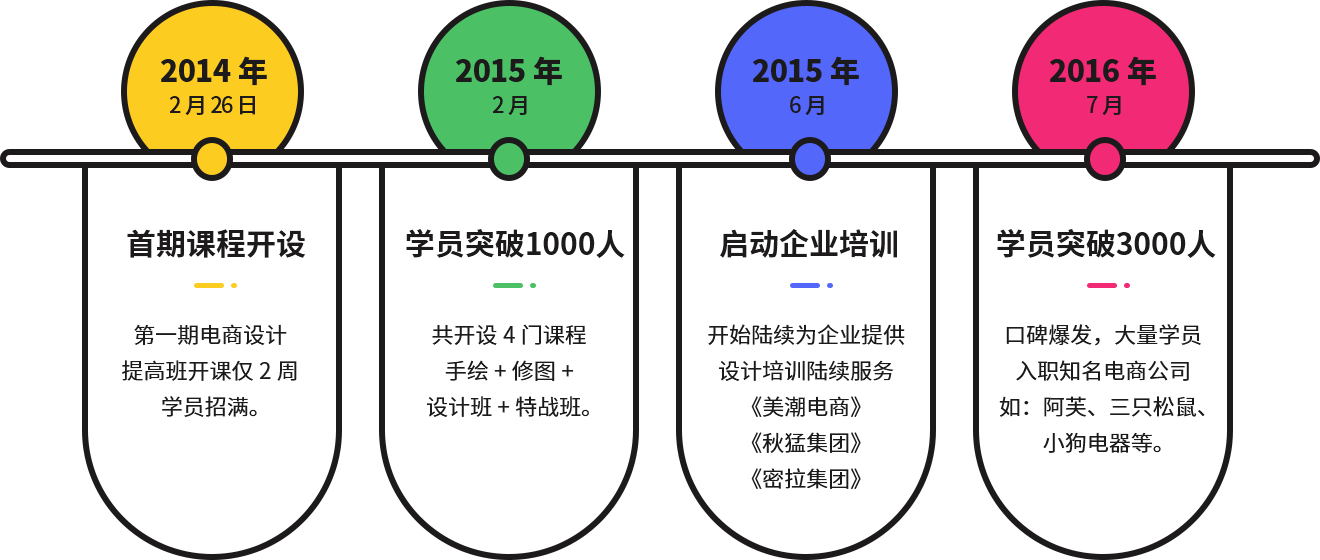 2014 年
2 月 26 日
首期课程开设
第一期电商设计
提高班开课仅 2 周
学员招满。
2015 年
2 月
学员突破1000人
共开设 4 门课程
手绘 + 修图 +
设计班 + 特战班。
2015 年
6 月
启动企业培训
开始陆续为企业提供
设计培训陆续服务
《美潮电商》
《秋猛集团》
《密拉集团》
2016 年
7 月
学员突破3000人
口碑爆发，大量学员
入职知名电商公司
如：阿芙、三只松鼠、
小狗电器等。